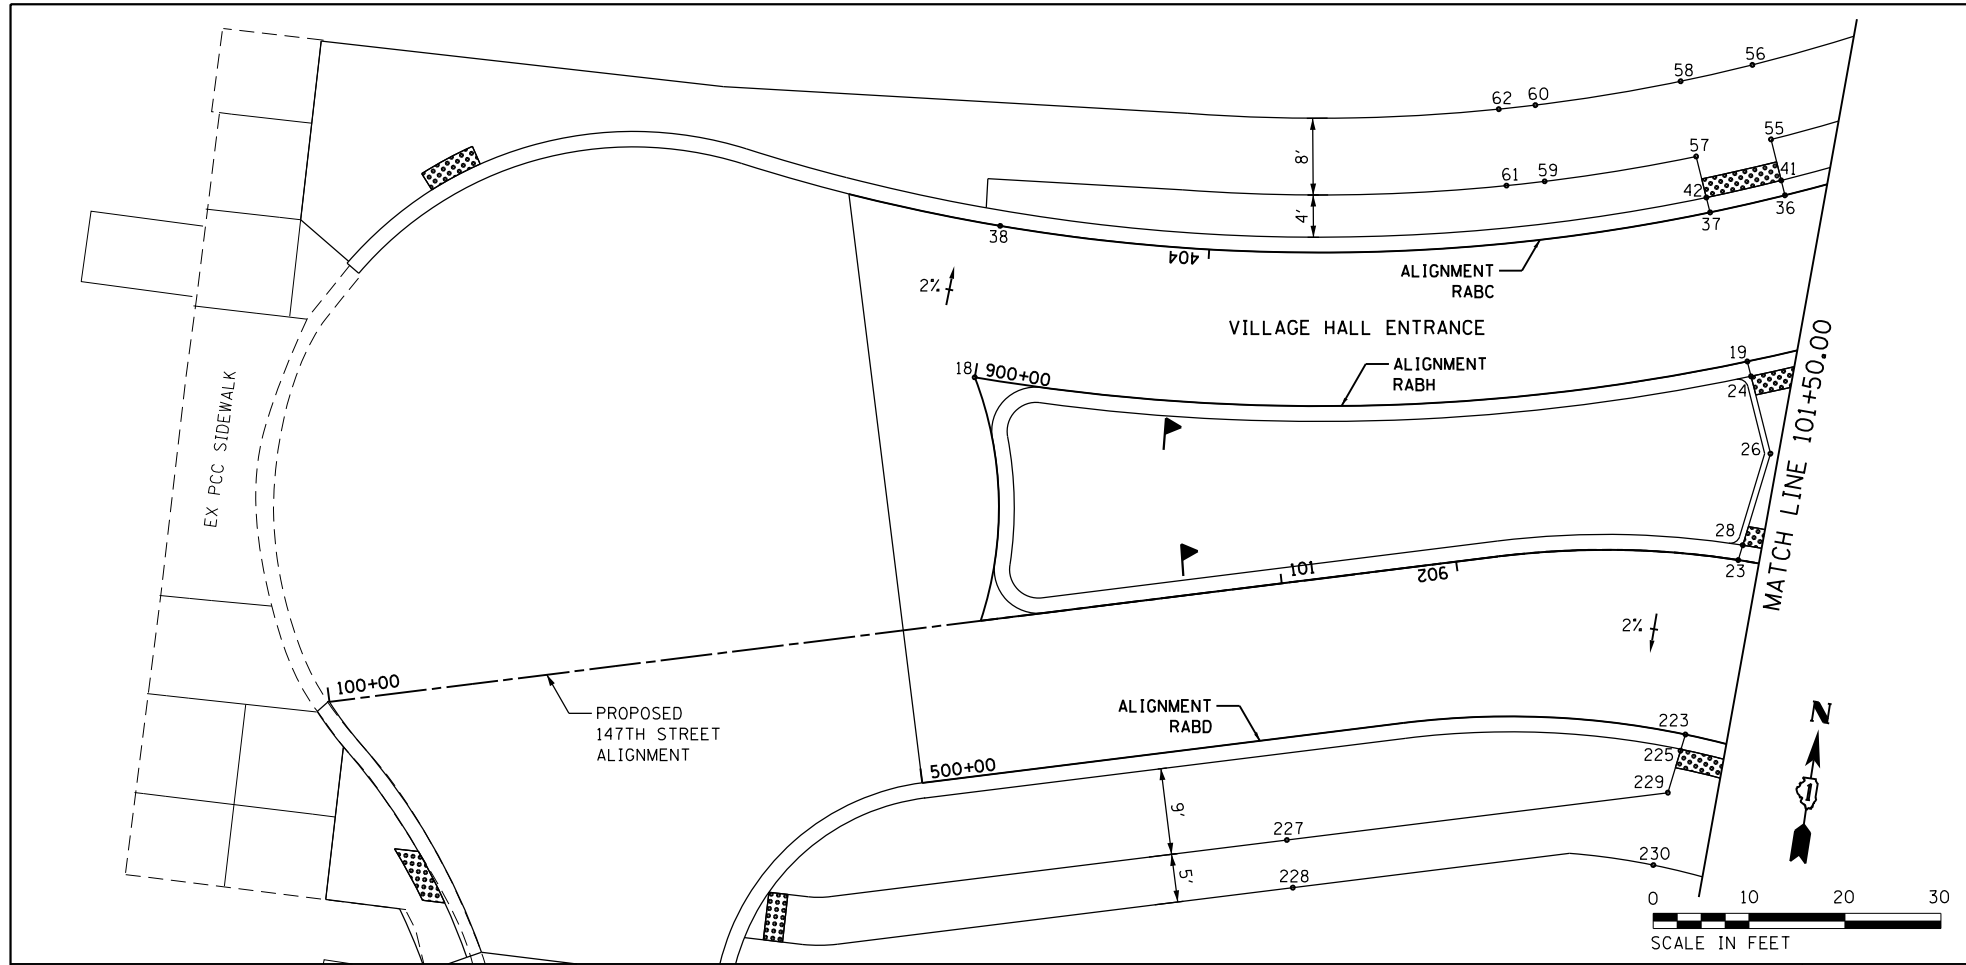 56
58
62 60
55
57
8'
41
61 59
42
36
37
4'
38
404
ALIGNMENT
RABC
2%
VILLAGE HALL ENTRANCE
19
18 900+00
ALIGNMENT
RABH
24
EX PCC SIDEWALK
MATCH LINE 101+50.00
26
28
101
902
23
2%
100+00
PROPOSED
147TH STREET
ALIGNMENT
ALIGNMENT
RABD
223
N
225
500+00
229
1
9'
227
230
5'
228
0 10 20 30
SCALE IN FEET